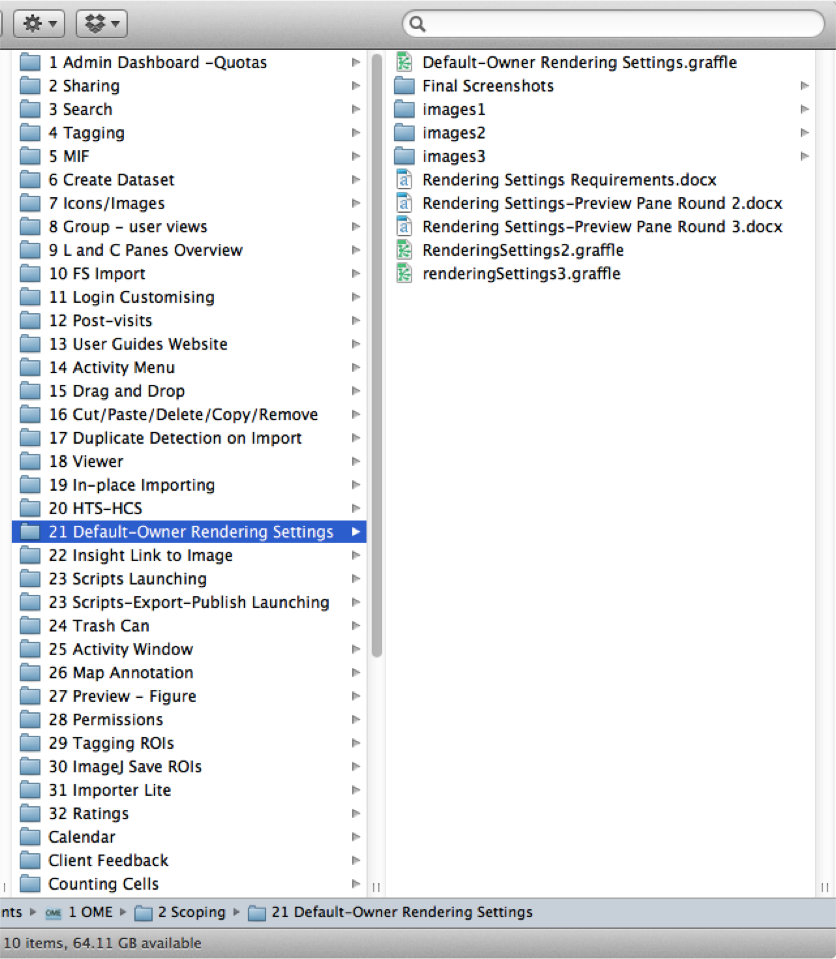 1 Admin Dashboard –Quotas
2 Sharing
3 Search
4 Tagging
5 MIF
6 Create Dataset
7 Icons/Images
8 Group – user views
9 L and C Panes Overview
10 FS Import
11 Login Customising
12 Post-visits
13 User Guides Website
14 Activity Menu
15 Drag and Drop
16 Cut/Paste/Delete/Copy/Remove
17 Duplicate Detection on Import
18 Viewer
19 In-place Importing
20 HTS-HCS
21 Default-Owner Rendering Settings
22 Insight Link to Image
23 Scripts Launching
23 Scripts-Export-Publish Launching
24 Trash Can
25 Activity Window
26 Map Annotation
27 Preview – Figure
28 Permissions
29 Tagging ROIs
30 ImageJ Save ROIs
31 Importer Lite
32 Ratings
Calendar
Client Feedback
Counting Cells
Default-Owner Rendering Settings.graffle
Final Screenshots
images1
images2
images3
Rendering Settings Requirements.docx
Rendering Settings-Preview Pane Round 2.docx
Rendering Settings-Preview Pane Round 3.docx
RenderingSettings2.graffle
renderingSettings3.graffle
nts OME 1 OME 2 Scoping 21 Default-Owner Rendering Settings
10 items, 64.11 GB available